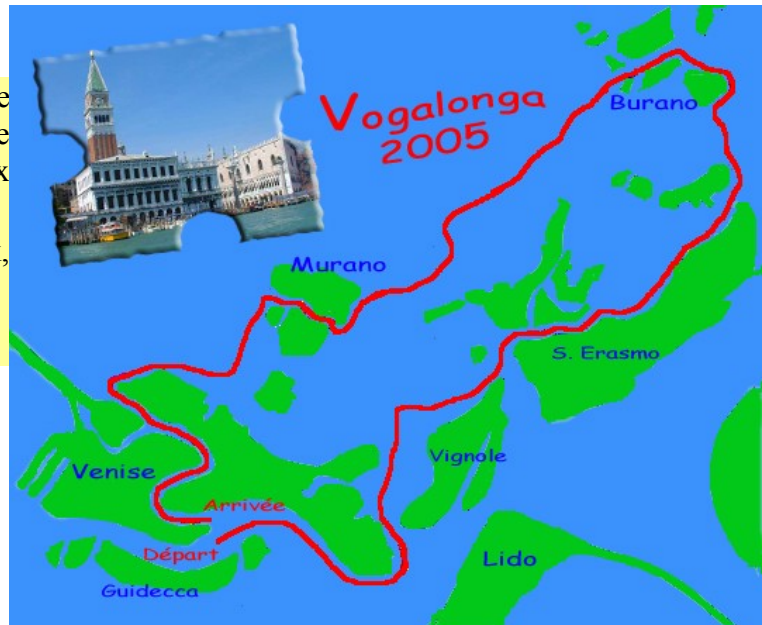 e
e
x
,
Vogalonga
2005
Burano
Murano
S. Erasmo
Venise
Vignole
Arrivée
Départ
Lido
Guidecca